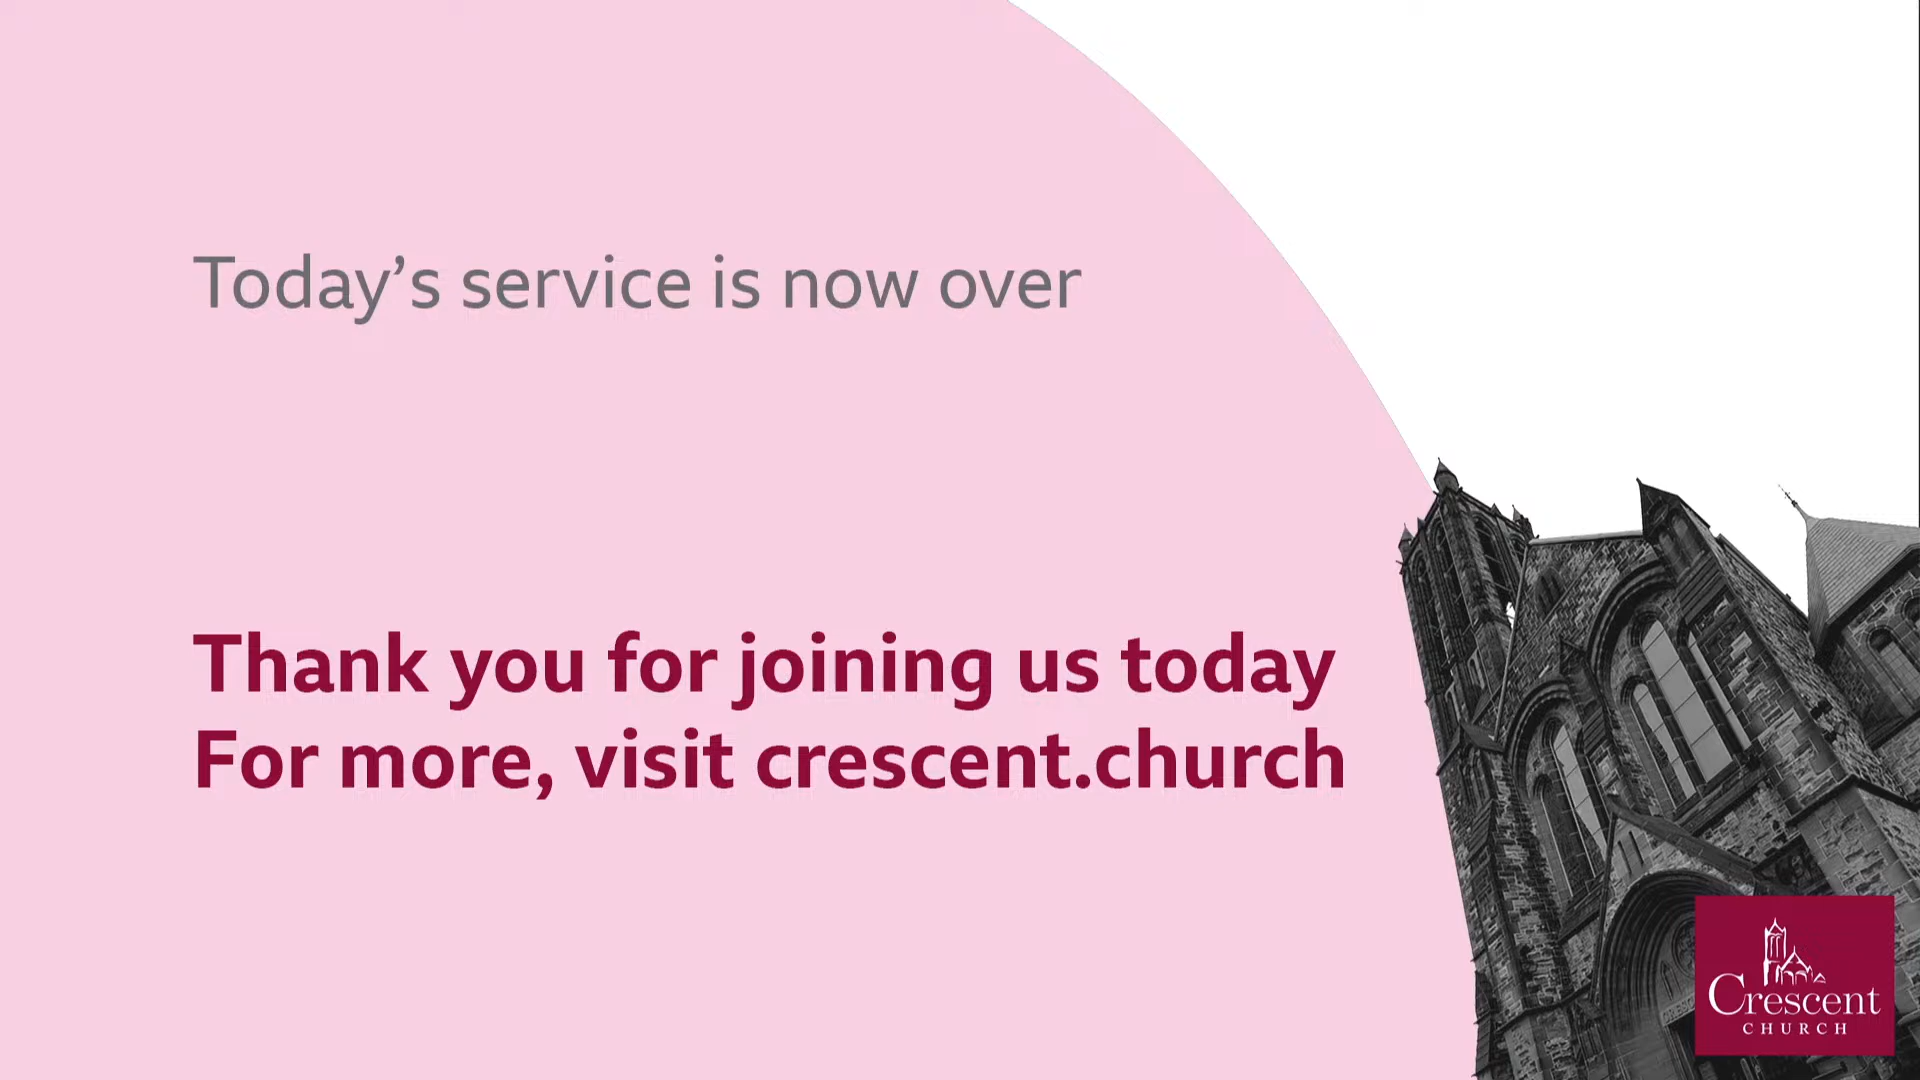 Today’s service is now over
Thank you for joining us today
For more, visit crescent.church
Crescent
CHURCH